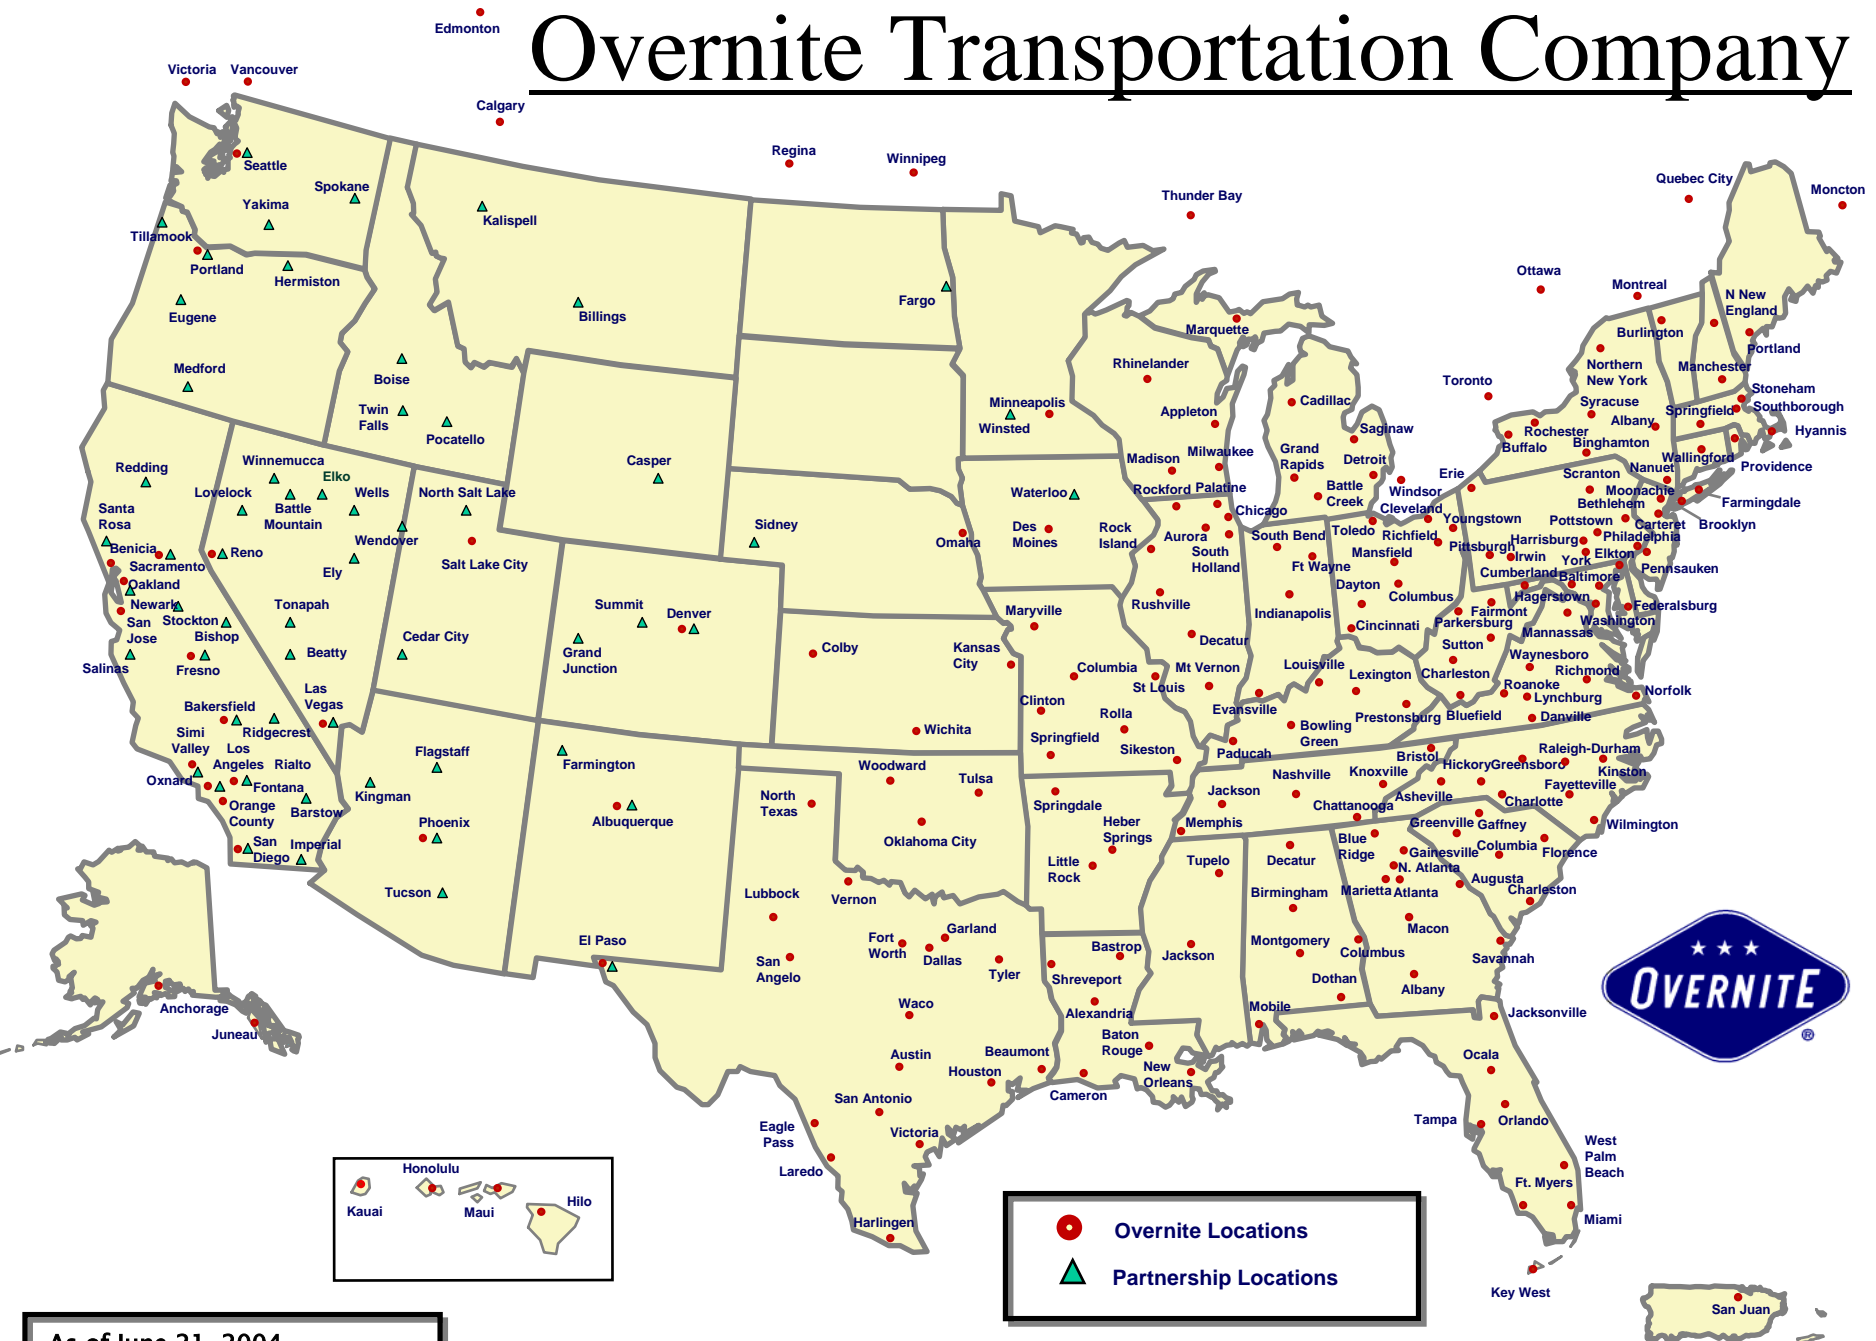 Overnite Transportation Company
Edmonton
Victoria
Vancouver
Calgary
Regina
Winnipeg
Thunder Bay
Quebec City
Moncton
Ottawa
Montreal
Toronto
Windsor
Seattle
Spokane
Yakima
Tillamook
Portland
Hermiston
Eugene
Medford
Kalispell
Billings
Boise
Twin
Falls
Pocatello
Fargo
Casper
Sidney
Omaha
Minneapolis
Winsted
Waterloo
Des
Moines
Redding
Santa
Rosa
Benicia
Sacramento
Oakland
Newark
San
Jose
Stockton
Bishop
Salinas
Fresno
Bakersfield
Ridgecrest
Simi
Valley
Los
Angeles
Rialto
Oxnard
Fontana
Orange
County
Barstow
San
Diego
Imperial
Winnemucca
Elko
Lovelock
Battle
Mountain
Wells
Wendover
Reno
Ely
Tonapah
Beatty
Las
Vegas
North Salt Lake
Salt Lake City
Cedar City
Summit
Denver
Grand
Junction
Flagstaff
Kingman
Phoenix
Tucson
Farmington
Albuquerque
El Paso
Colby
Wichita
Kansas
City
Maryville
Columbia
St Louis
Clinton
Rolla
Springfield
Sikeston
Woodward
Tulsa
Oklahoma City
North
Texas
Vernon
Lubbock
San
Angelo
Fort
Worth
Garland
Dallas
Tyler
Waco
Austin
Beaumont
Houston
San Antonio
Eagle
Pass
Victoria
Laredo
Harlingen
Springdale
Heber
Springs
Little
Rock
Bastrop
Shreveport
Alexandria
Baton
Rouge
New
Orleans
Cameron
Marquette
Rhinelander
Appleton
Madison
Milwaukee
Rockford
Palatine
Chicago
Rock
Island
Aurora
South
Holland
Rushville
Decatur
Mt Vernon
Cadillac
Saginaw
Grand
Rapids
Detroit
Battle
Creek
South Bend
Ft Wayne
Indianapolis
Evansville
Toledo
Cleveland
Richfield
Youngstown
Mansfield
Dayton
Columbus
Cincinnati
Louisville
Lexington
Prestonsburg
Bowling
Green
Paducah
Nashville
Knoxville
Jackson
Chattanooga
Memphis
Bristol
Tupelo
Jackson
Decatur
Birmingham
Montgomery
Dothan
Mobile
Blue
Ridge
Gainesville
N. Atlanta
Marietta
Atlanta
Augusta
Macon
Columbus
Albany
Savannah
Jacksonville
Ocala
Orlando
Tampa
West
Palm
Beach
Ft. Myers
Miami
Key West
San Juan
Hickory
Greensboro
Raleigh-Durham
Kinston
Asheville
Charlotte
Fayetteville
Wilmington
Greenville
Gaffney
Columbia
Florence
Charleston
Parkersburg
Fairmont
Sutton
Charleston
Bluefield
Mannassas
Waynesboro
Richmond
Roanoke
Lynchburg
Norfolk
Danville
Erie
Pittsburgh
Irwin
Scranton
Bethlehem
Pottstown
Harrisburg
Philadelphia
York
Elkton
Cumberland
Baltimore
Hagerstown
Washington
Federalsburg
Pennsauken
Carteret
Moonachie
Nanuet
Brooklyn
Farmingdale
Buffalo
Rochester
Syracuse
Binghamton
Albany
Northern
New York
Burlington
N New
England
Portland
Manchester
Stoneham
Southborough
Springfield
Hyannis
Wallingford
Providence
Anchorage
Juneau
Kauai
Honolulu
Maui
Hilo
OVERNITE
®
Overnite Locations
Partnership Locations
As of June 21, 2004